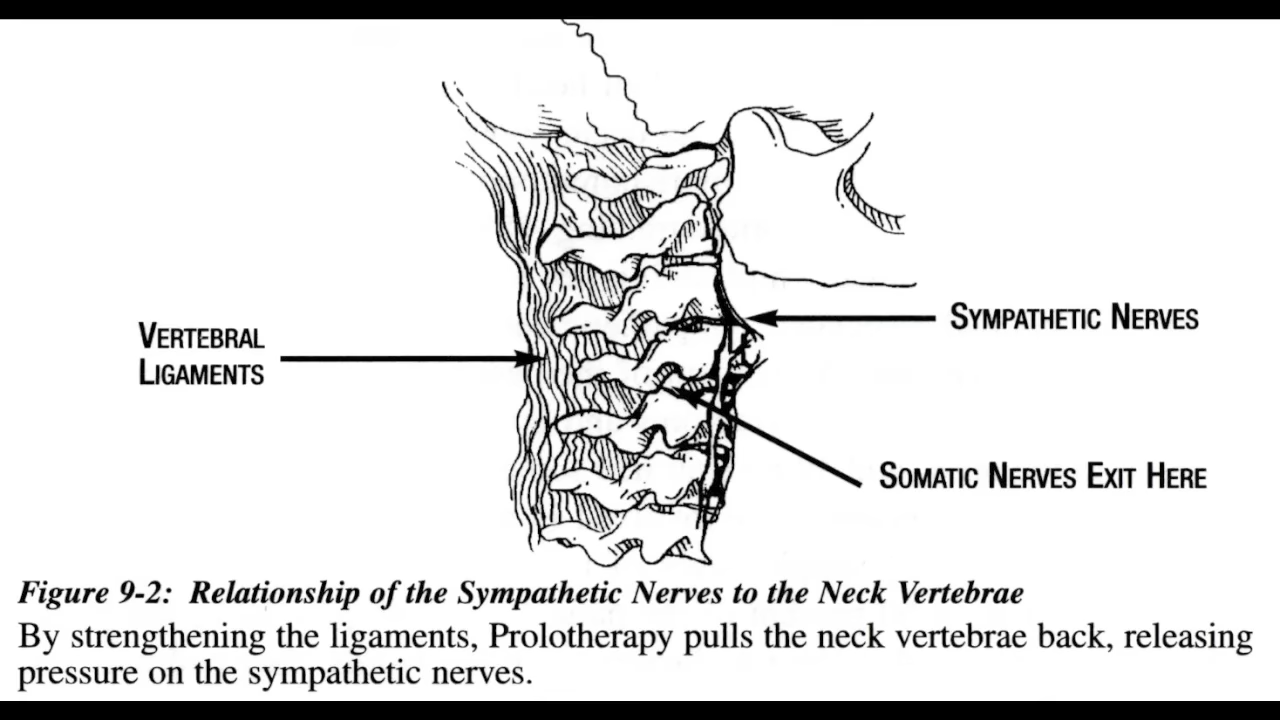 VERTEBRAL
LIGAMENTS
SYMPATHETIC NERVES
SOMATIC NERVES EXIT HERE
Figure 9-2: Relationship of the Sympathetic Nerves to the Neck Vertebrae
By strengthening the ligaments, Prolotherapy pulls the neck vertebrae back, releasing
pressure on the sympathetic nerves.